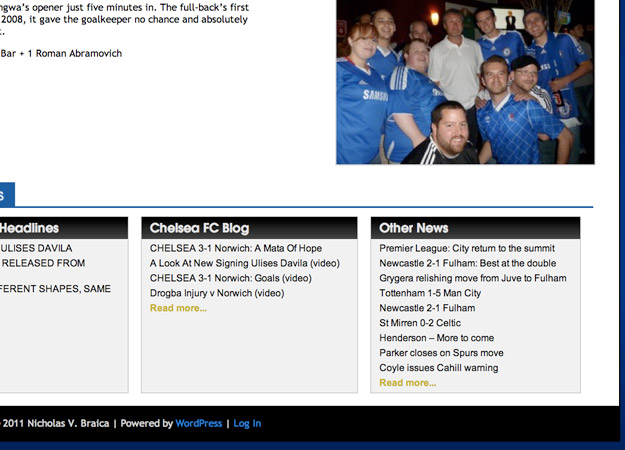 ngwa's opener just five minutes in. The full-back's first
2008, it gave the goalkeeper no chance and absolutely
t.
Bar + 1 Roman Abramovich
SAMSU
S
Headlines
ULISES DAVILA
RELEASED FROM
FERENT SHAPES, SAME
Chelsea FC Blog
CHELSEA 3-1 Norwich: A Mata Of Hope
A Look At New Signing Ulises Davila (video)
CHELSEA 3-1 Norwich: Goals (video)
Drogba Injury v Norwich (video)
Read more...
Other News
Premier League: City return to the summit
Newcastle 2-1 Fulham: Best at the double
Grygera relishing move from Juve to Fulham
Tottenham 1-5 Man City
Newcastle 2-1 Fulham
St Mirren 0-2 Celtic
Henderson – More to come
Parker closes on Spurs move
Coyle issues Cahill warning
Read more...
2011 Nicholas V. Braica | Powered by WordPress | Log In